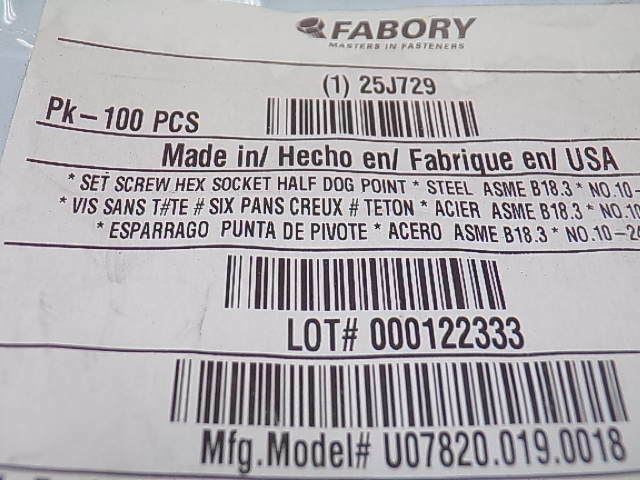 FABORY
MASTERS IN FASTENERS
(1) 25J729
Pk-100 PCS
Made in/ Hecho en/ Fabrique en/ USA
* SET SCREW HEX SOCKET HALF DOG POINT * STEEL ASME B18.3 * NO.10-
* VIS SANS T#TE # SIX PANS CREUX # TETON * ACIER ASME B18.3 * NO.10
* ESPARRAGO PUNTA DE PIVOTE * ACERO ASME B18.3 * NO.10-24
LOT# 000122333
Mfg.Model# U07820.019.0018